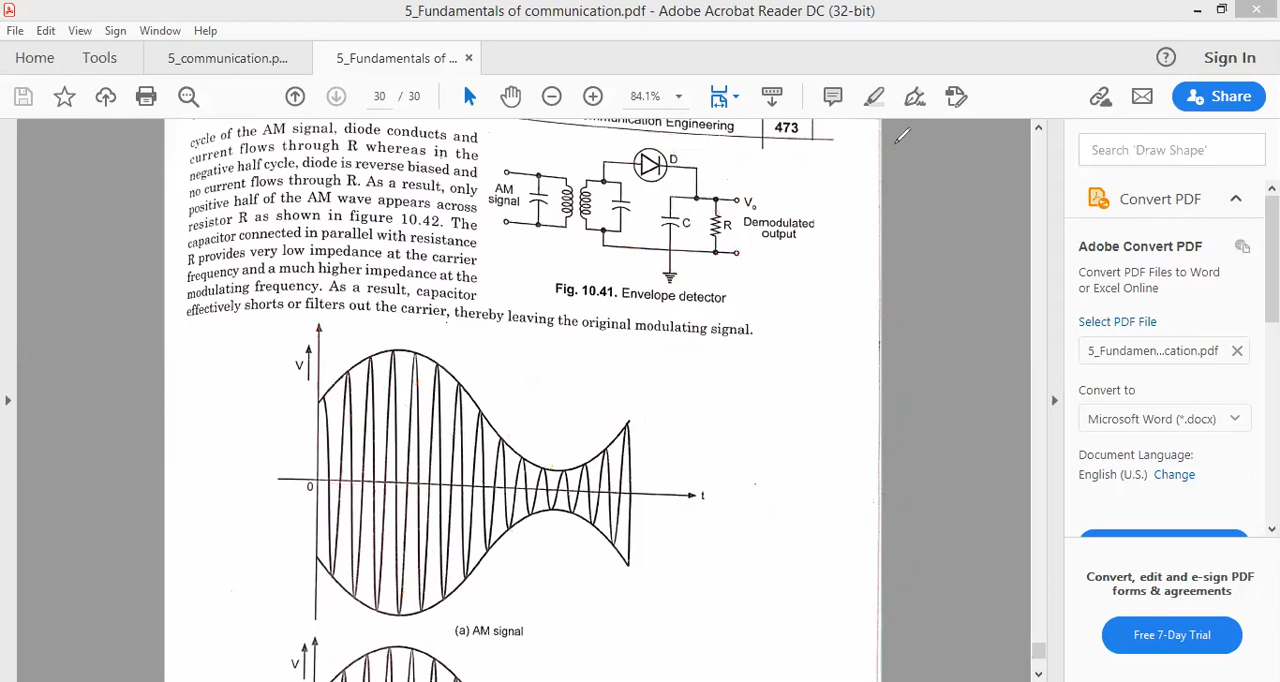 5_Fundamentals of communication.pdf - Adobe Acrobat Reader DC (32-bit)
File Edit View Sign Window Help
Home Tools 5_communication.p... 5_Fundamentals of ... × Sign In
30 / 30 84.1% Share
Communication Engineering 473
cycle of the AM signal, diode conducts and
current flows through R whereas in the
negative half cycle, diode is reverse biased and
no current flows through R. As a result, only
positive half of the AM wave appears across
resistor R as shown in figure 10.42. The
capacitor connected in parallel with resistance
R provides very low impedance at the carrier
frequency and a much higher impedance at the
modulating frequency. As a result, capacitor
effectively shorts or filters out the carrier, thereby leaving the original modulating signal.
D
AM
signal
C
R
Vo
Demodulated
output
Fig. 10.41. Envelope detector
V
0
t
(a) AM signal
V
Search 'Draw Shape'
Convert PDF
Adobe Convert PDF
Convert PDF Files to Word
or Excel Online
Select PDF File
5_Fundamen...cation.pdf
Convert to
Microsoft Word (*.docx)
Document Language:
English (U.S.) Change
Convert, edit and e-sign PDF
forms & agreements
Free 7-Day Trial